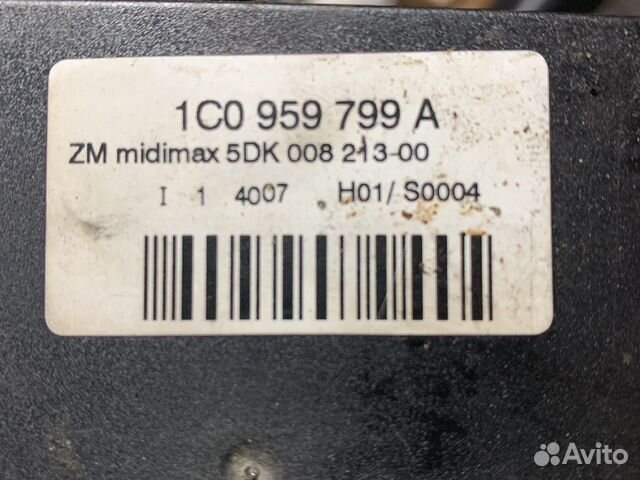 1C0 959 799 A
ZM midimax 5DK 008 213-00
I 1 4007 H01/ S0004
Avito